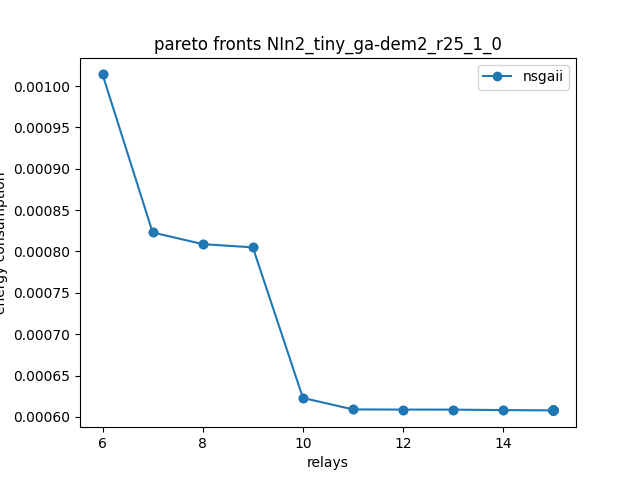 pareto fronts NIn2_tiny_ga-dem2_r25_1_0
nsgaii
0.00100
0.00095
0.00090
0.00085
0.00080
0.00075
0.00070
0.00065
0.00060
energy consumption
6 8 10 12 14
relays